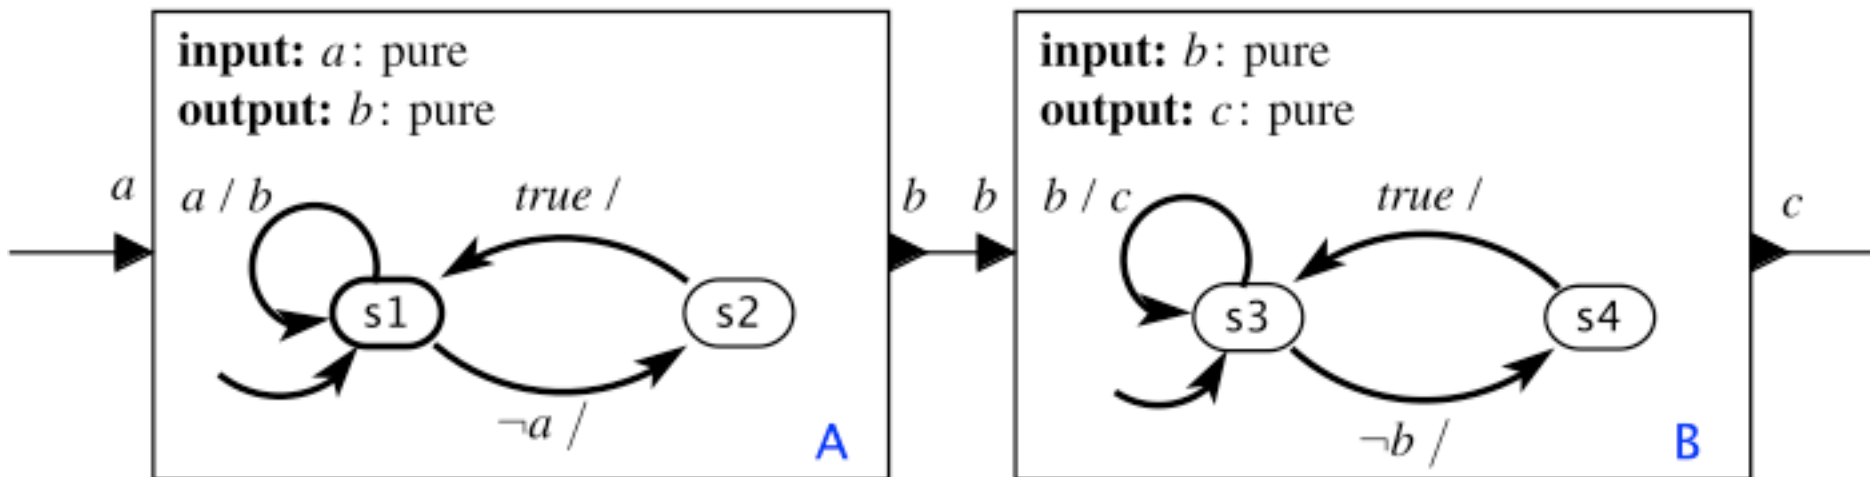 input: a: pure
output: b: pure
a
a / b
true /
s1
s2
¬a /
A
b
b
input: b: pure
output: c: pure
b / c
true /
s3
s4
¬b /
B
c